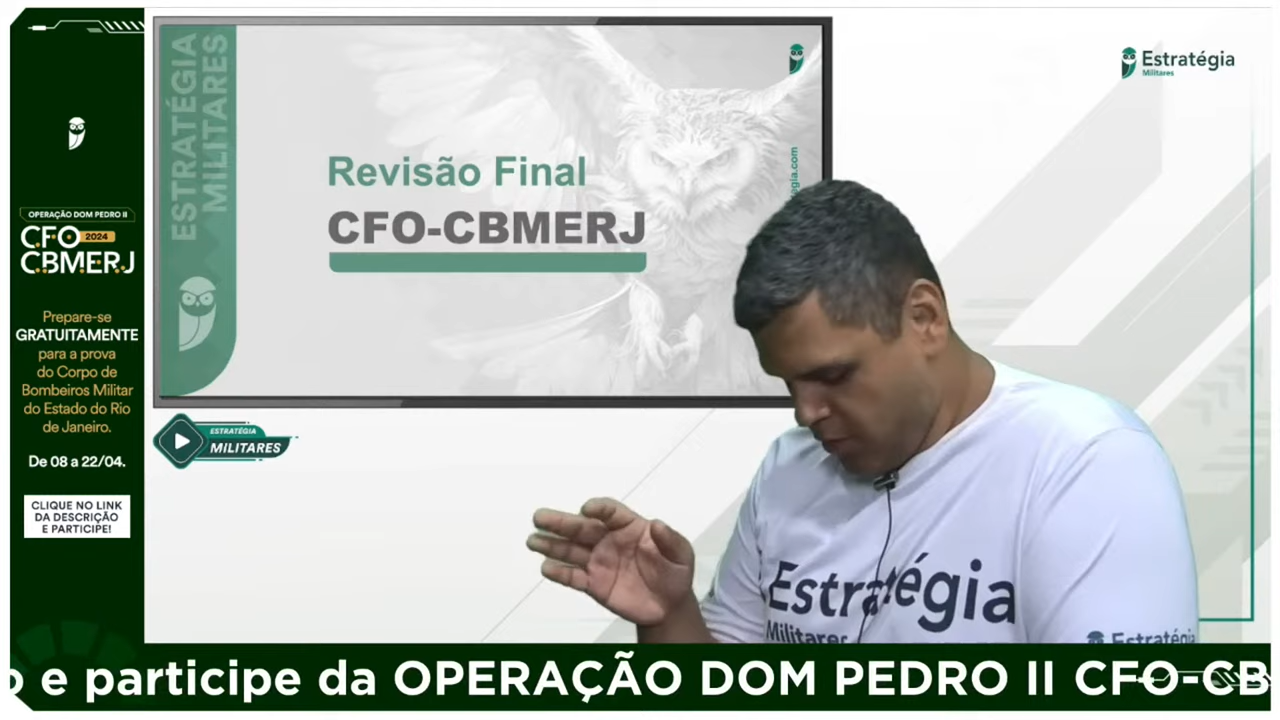 OPERAÇÃO DOM PEDRO II
CFO 2024
CBMERJ
Prepare-se
GRATUITAMENTE
para a prova
do Corpo de
Bombeiros Militar
do Estado do Rio
de Janeiro.
De 08 a 22/04.
CLIQUE NO LINK
DA DESCRIÇÃO
E PARTICIPE!
ESTRATÉGIA
MILITARES
Revisão Final
CFO-CBMERJ
egia.com
ESTRATÉGIA
MILITARES
Estratégia
Militares
Estratégia
Militares
Estratégia
o e participe da OPERAÇÃO DOM PEDRO II CFO-CB